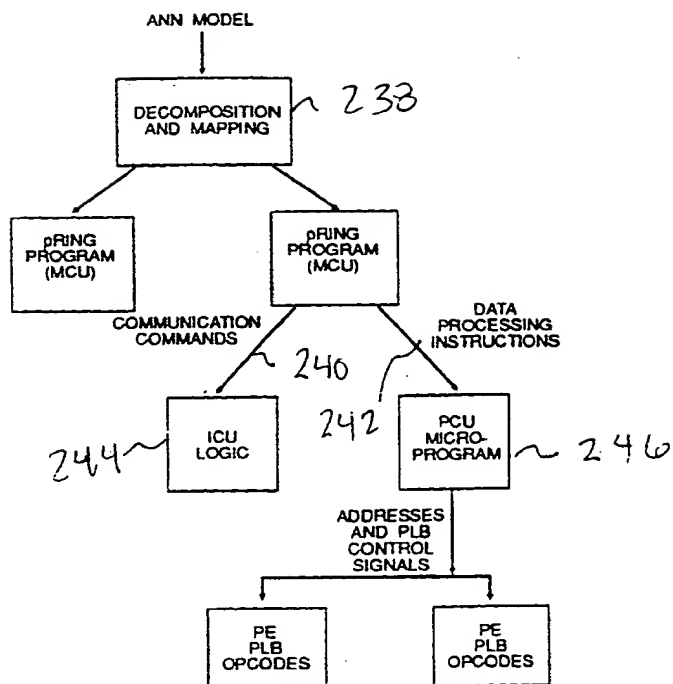 ANN MODEL
DECOMPOSITION
AND MAPPING
238
pRING
PROGRAM
(MCU)
pRING
PROGRAM
(MCU)
COMMUNICATION
COMMANDS
DATA
PROCESSING
INSTRUCTIONS
240
242
244
ICU
LOGIC
PCU
MICRO-
PROGRAM
246
ADDRESSES
AND PLB
CONTROL
SIGNALS
PE
PLB
OPCODES
PE
PLB
OPCODES